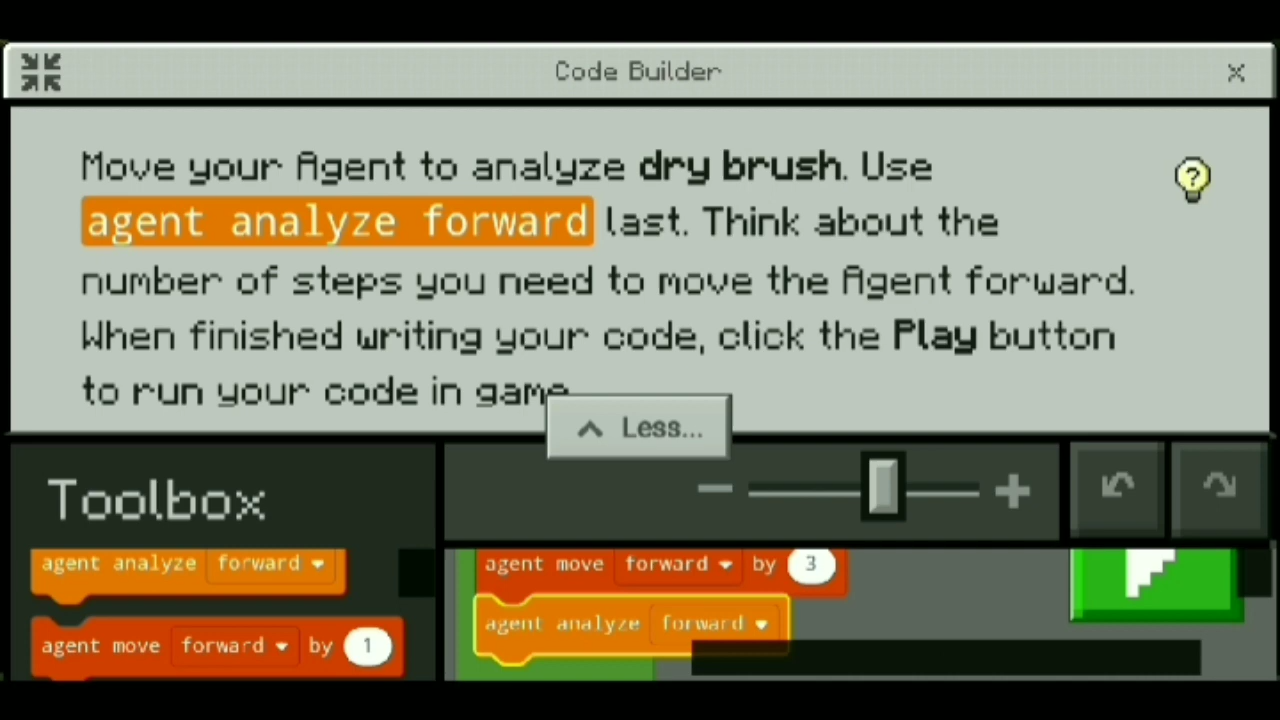 Code Builder
Move your Agent to analyze dry brush. Use
agent analyze forward last. Think about the
number of steps you need to move the Agent forward.
When finished writing your code, click the Play button
to run your code in game.
Less...
Toolbox
agent analyze forward
agent move forward by 1
agent move forward by 3
agent analyze forward